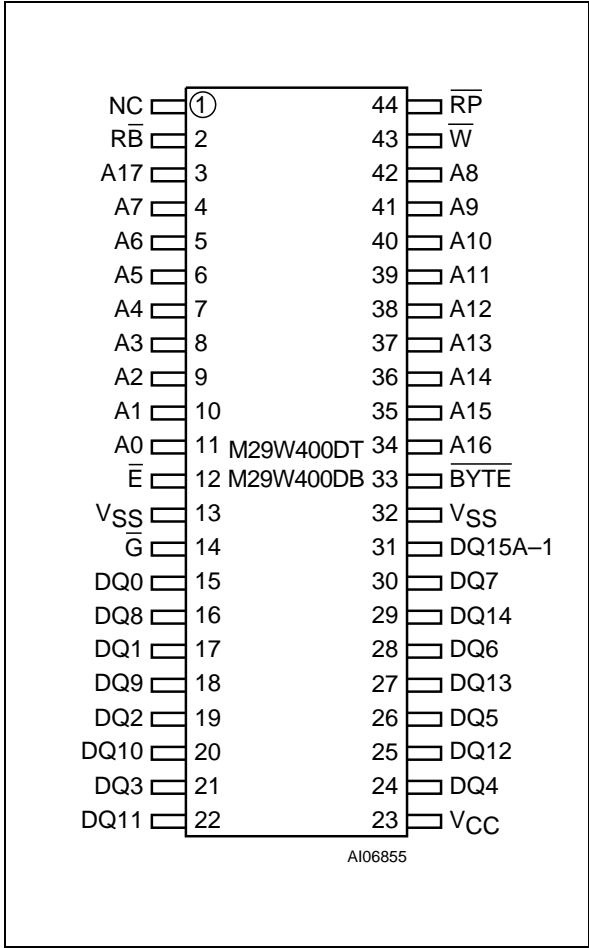 NC 1 44 R̅P̅
RB̅ 2 43 W̅
A17 3 42 A8
A7 4 41 A9
A6 5 40 A10
A5 6 39 A11
A4 7 38 A12
A3 8 37 A13
A2 9 36 A14
A1 10 35 A15
A0 11 M29W400DT 34 A16
E̅ 12 M29W400DB 33 B̅Y̅T̅E̅
VSS 13 32 VSS
G̅ 14 31 DQ15A–1
DQ0 15 30 DQ7
DQ8 16 29 DQ14
DQ1 17 28 DQ6
DQ9 18 27 DQ13
DQ2 19 26 DQ5
DQ10 20 25 DQ12
DQ3 21 24 DQ4
DQ11 22 23 VCC
AI06855